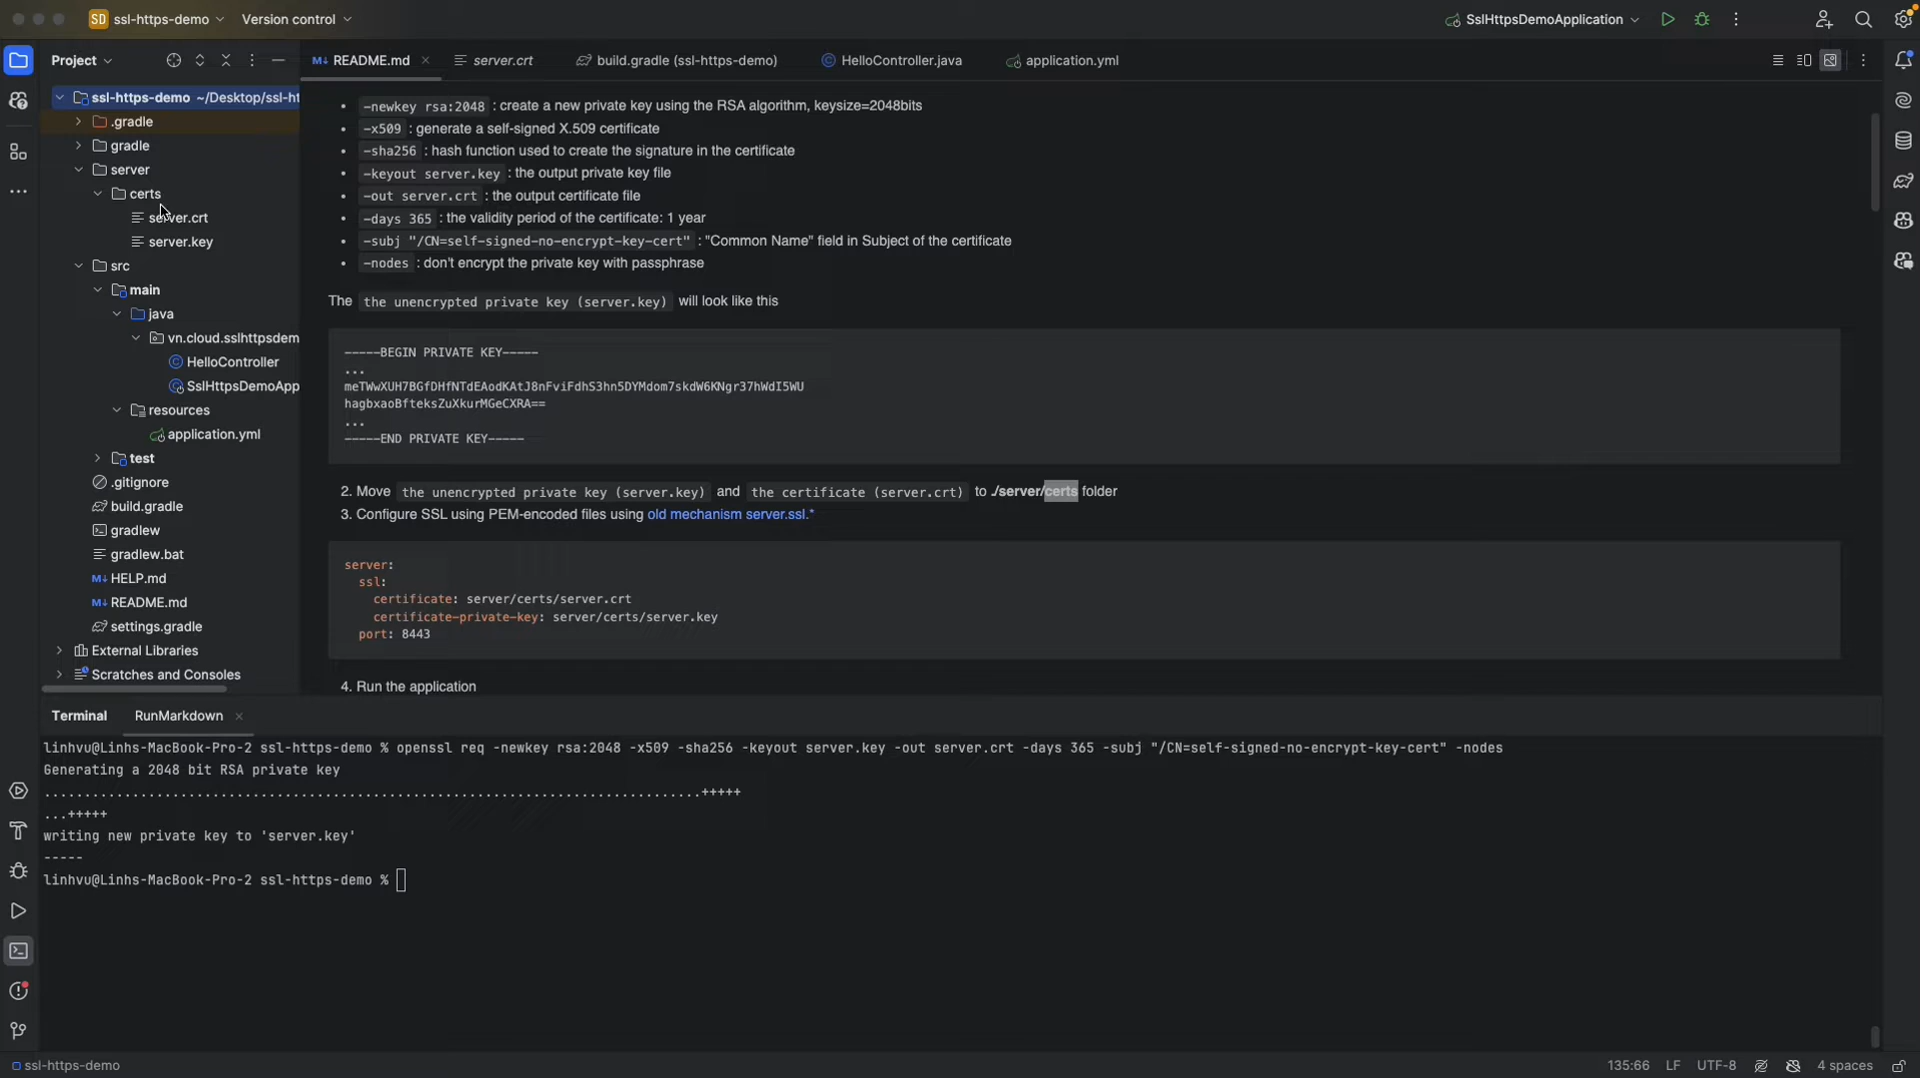 SD ssl-https-demo Version control SslHttpsDemoApplication
Project README.md server.crt build.gradle (ssl-https-demo) HelloController.java application.yml
ssl-https-demo ~/Desktop/ssl-ht
.gradle
gradle
server
certs
server.crt
server.key
src
main
java
vn.cloud.sslhttpsdem
HelloController
SslHttpsDemoApp
resources
application.yml
test
.gitignore
build.gradle
gradlew
gradlew.bat
HELP.md
README.md
settings.gradle
External Libraries
Scratches and Consoles
• -newkey rsa:2048 : create a new private key using the RSA algorithm, keysize=2048bits
• -x509 : generate a self-signed X.509 certificate
• -sha256 : hash function used to create the signature in the certificate
• -keyout server.key : the output private key file
• -out server.crt : the output certificate file
• -days 365 : the validity period of the certificate: 1 year
• -subj "/CN=self-signed-no-encrypt-key-cert" : "Common Name" field in Subject of the certificate
• -nodes : don't encrypt the private key with passphrase
The the unencrypted private key (server.key) will look like this
-----BEGIN PRIVATE KEY-----
...
meTWwXUH7BGfDHfNTdEAodKAtJ8nFviFdhS3hn5DYMdom7skdW6KNgr37hWdI5WU
hagbxaoBfteksZuXkurMGeCXRA==
...
-----END PRIVATE KEY-----
2. Move the unencrypted private key (server.key) and the certificate (server.crt) to ./server/certs folder
3. Configure SSL using PEM-encoded files using old mechanism server.ssl.*
server:
ssl:
certificate: server/certs/server.crt
certificate-private-key: server/certs/server.key
port: 8443
4. Run the application
Terminal RunMarkdown
linhvu@Linhs-MacBook-Pro-2 ssl-https-demo % openssl req -newkey rsa:2048 -x509 -sha256 -keyout server.key -out server.crt -days 365 -subj "/CN=self-signed-no-encrypt-key-cert" -nodes
Generating a 2048 bit RSA private key
..................................................................................+++++
...+++++
writing new private key to 'server.key'
-----
linhvu@Linhs-MacBook-Pro-2 ssl-https-demo %
ssl-https-demo 135:66 LF UTF-8 4 spaces